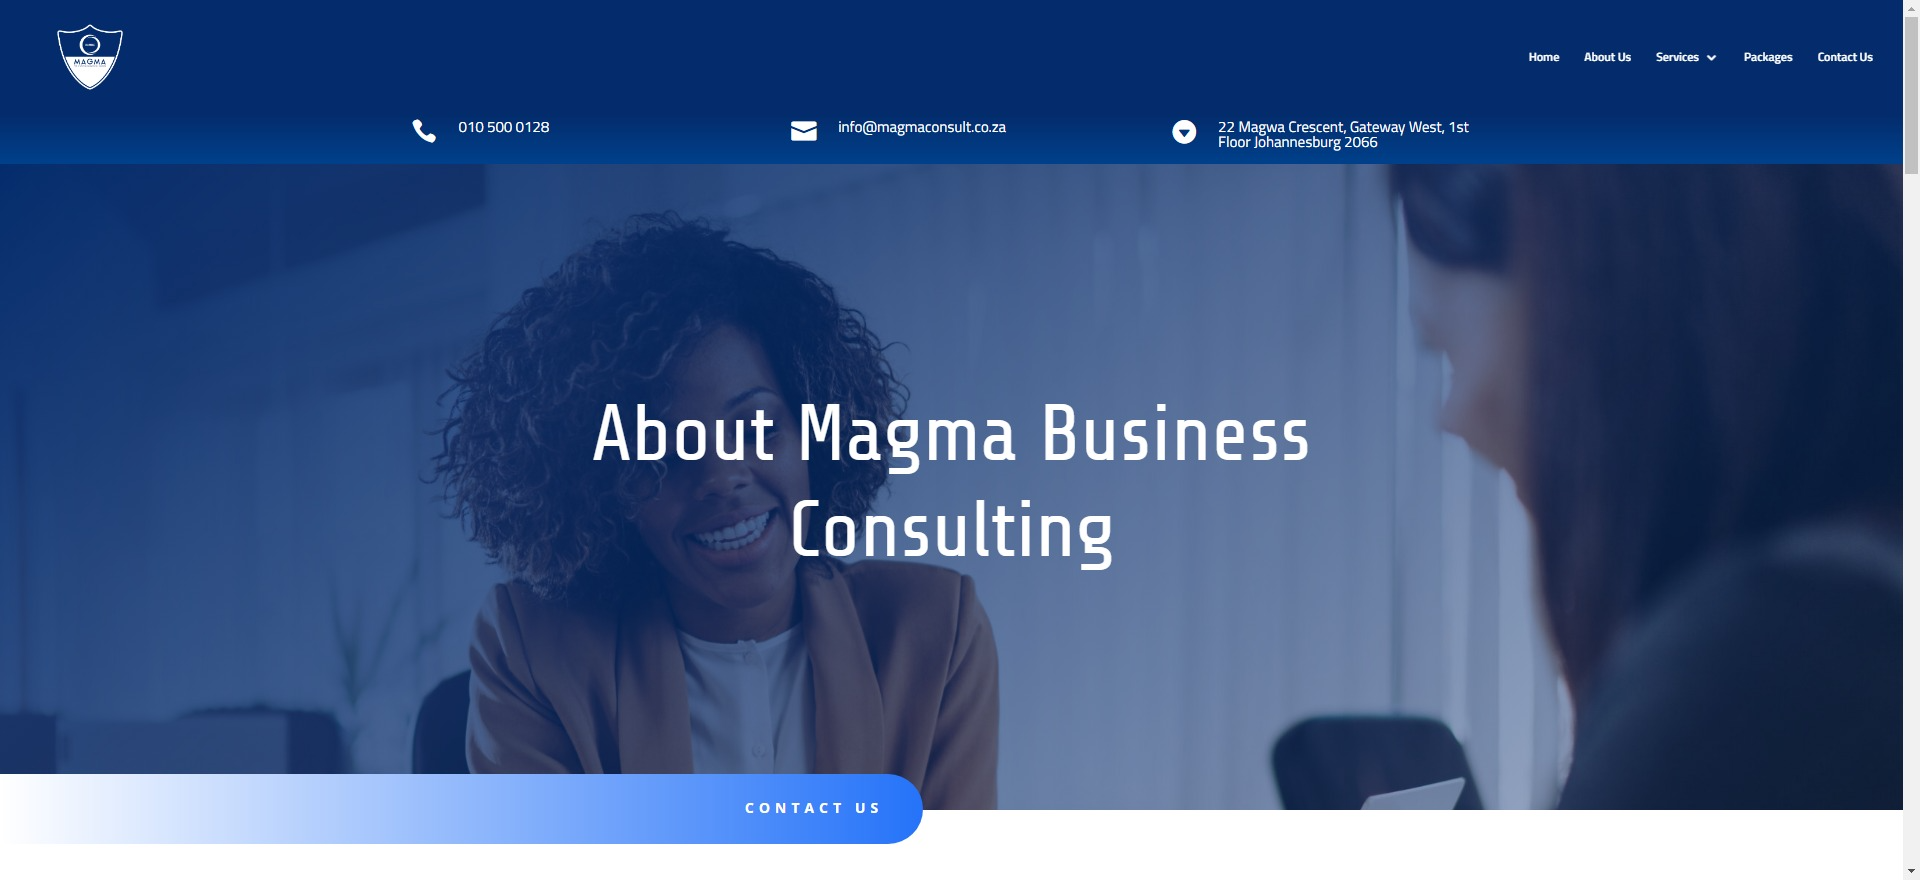 MAGMA
Home
About Us
Services
Packages
Contact Us
010 500 0128
info@magmaconsult.co.za
22 Magwa Crescent, Gateway West, 1st
Floor Johannesburg 2066
About Magma Business
Consulting
CONTACT US